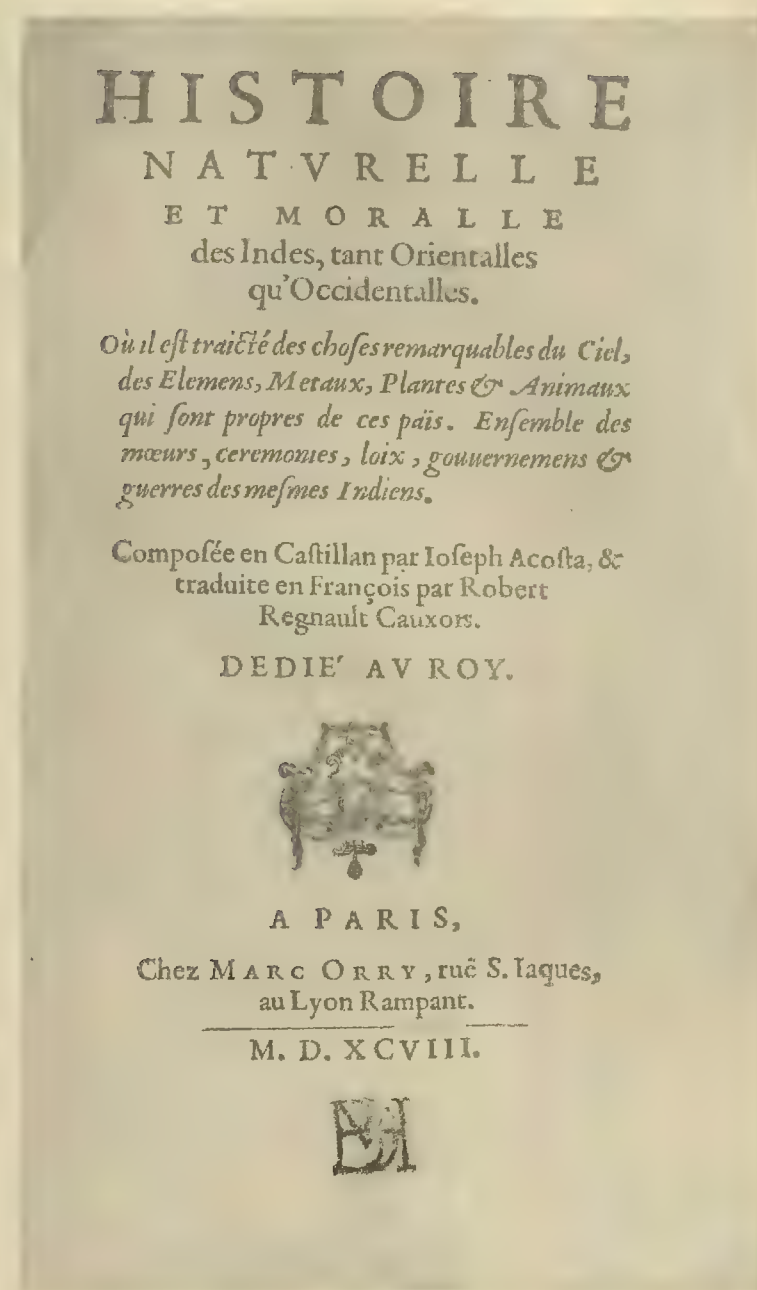 HISTOIRE
NATVRELLE
ET MORALLE
des Indes, tant Orientalles
qu'Occidentalles.
Où il eſt traicté des choſes remarquables du Ciel,
des Elemens, Metaux, Plantes & Animaux
qui ſont propres de ces païs. Enſemble des
mœurs, ceremonies, loix, gouuernemens &
guerres des meſmes Indiens.
Compoſée en Caſtillan par Ioſeph Acoſta, &
traduite en François par Robert
Regnault Cauxois.
DEDIE' AV ROY.
A PARIS,
Chez MARC ORRY, ruë S. Iaques,
au Lyon Rampant.
M. D. XCVIII.